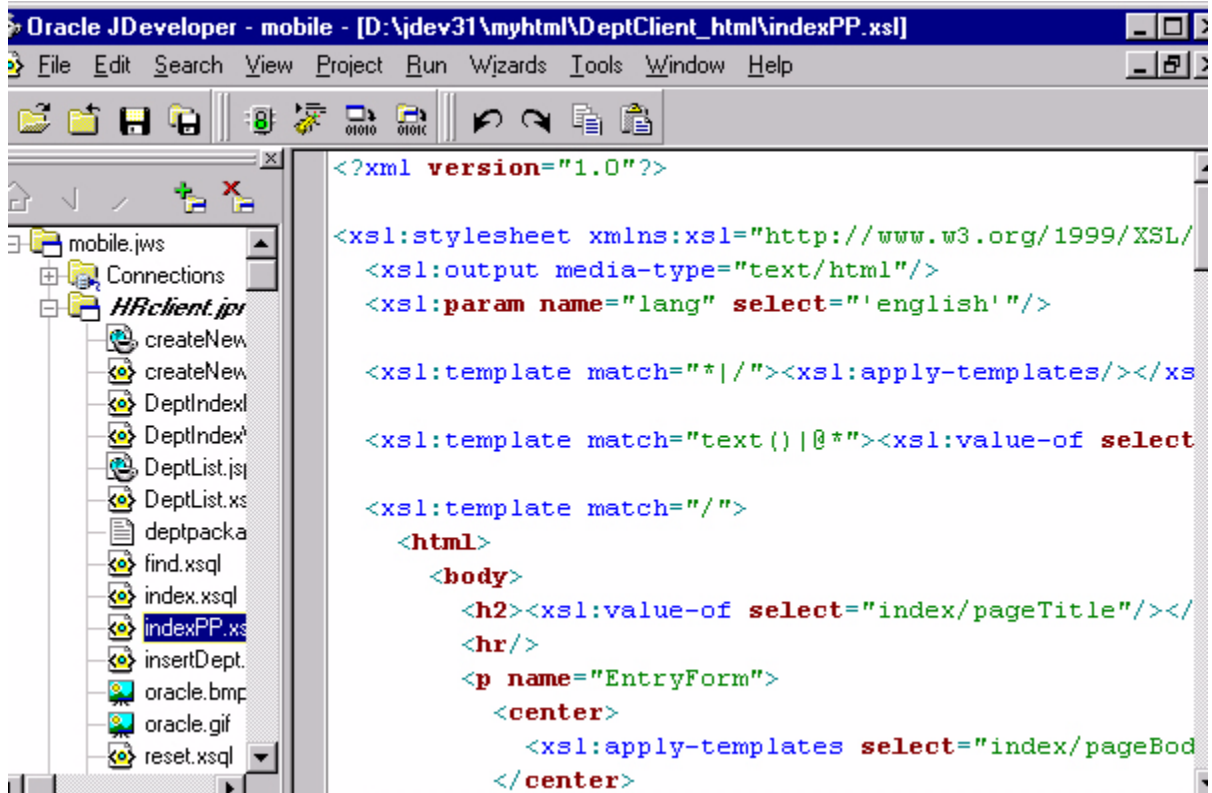 Oracle JDeveloper - mobile - [D:\jdev31\myhtml\DeptClient_html\indexPP.xsl]
File Edit Search View Project Run Wizards Tools Window Help
mobile.jws
Connections
HRclient.jpr
createNew
createNew
DeptIndex
DeptIndex
DeptList.jsp
DeptList.xs
deptpacka
find.xsql
index.xsql
indexPP.xs
insertDept.
oracle.bmp
oracle.gif
reset.xsql
<?xml version="1.0"?>
<xsl:stylesheet xmlns:xsl="http://www.w3.org/1999/XSL/
<xsl:output media-type="text/html"/>
<xsl:param name="lang" select="'english'"/>
<xsl:template match="*|/"><xsl:apply-templates/></xs
<xsl:template match="text()|@*"><xsl:value-of select
<xsl:template match="/">
<html>
<body>
<h2><xsl:value-of select="index/pageTitle"/></
<hr/>
<p name="EntryForm">
<center>
<xsl:apply-templates select="index/pageBod
</center>